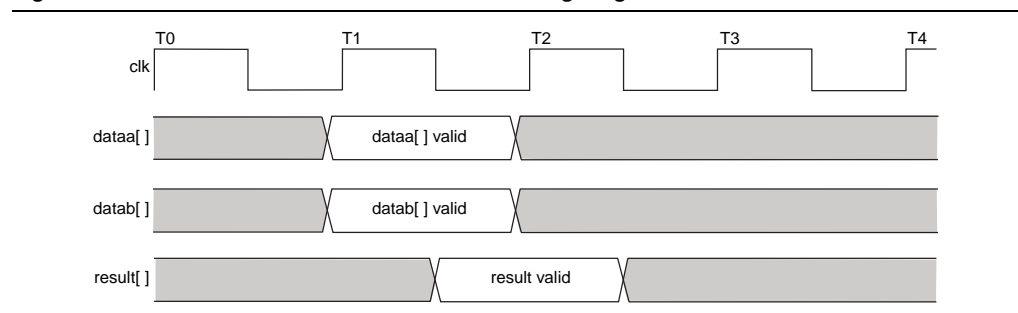 T0 T1 T2 T3 T4
clk
dataa[ ] dataa[ ] valid
datab[ ] datab[ ] valid
result[ ] result valid